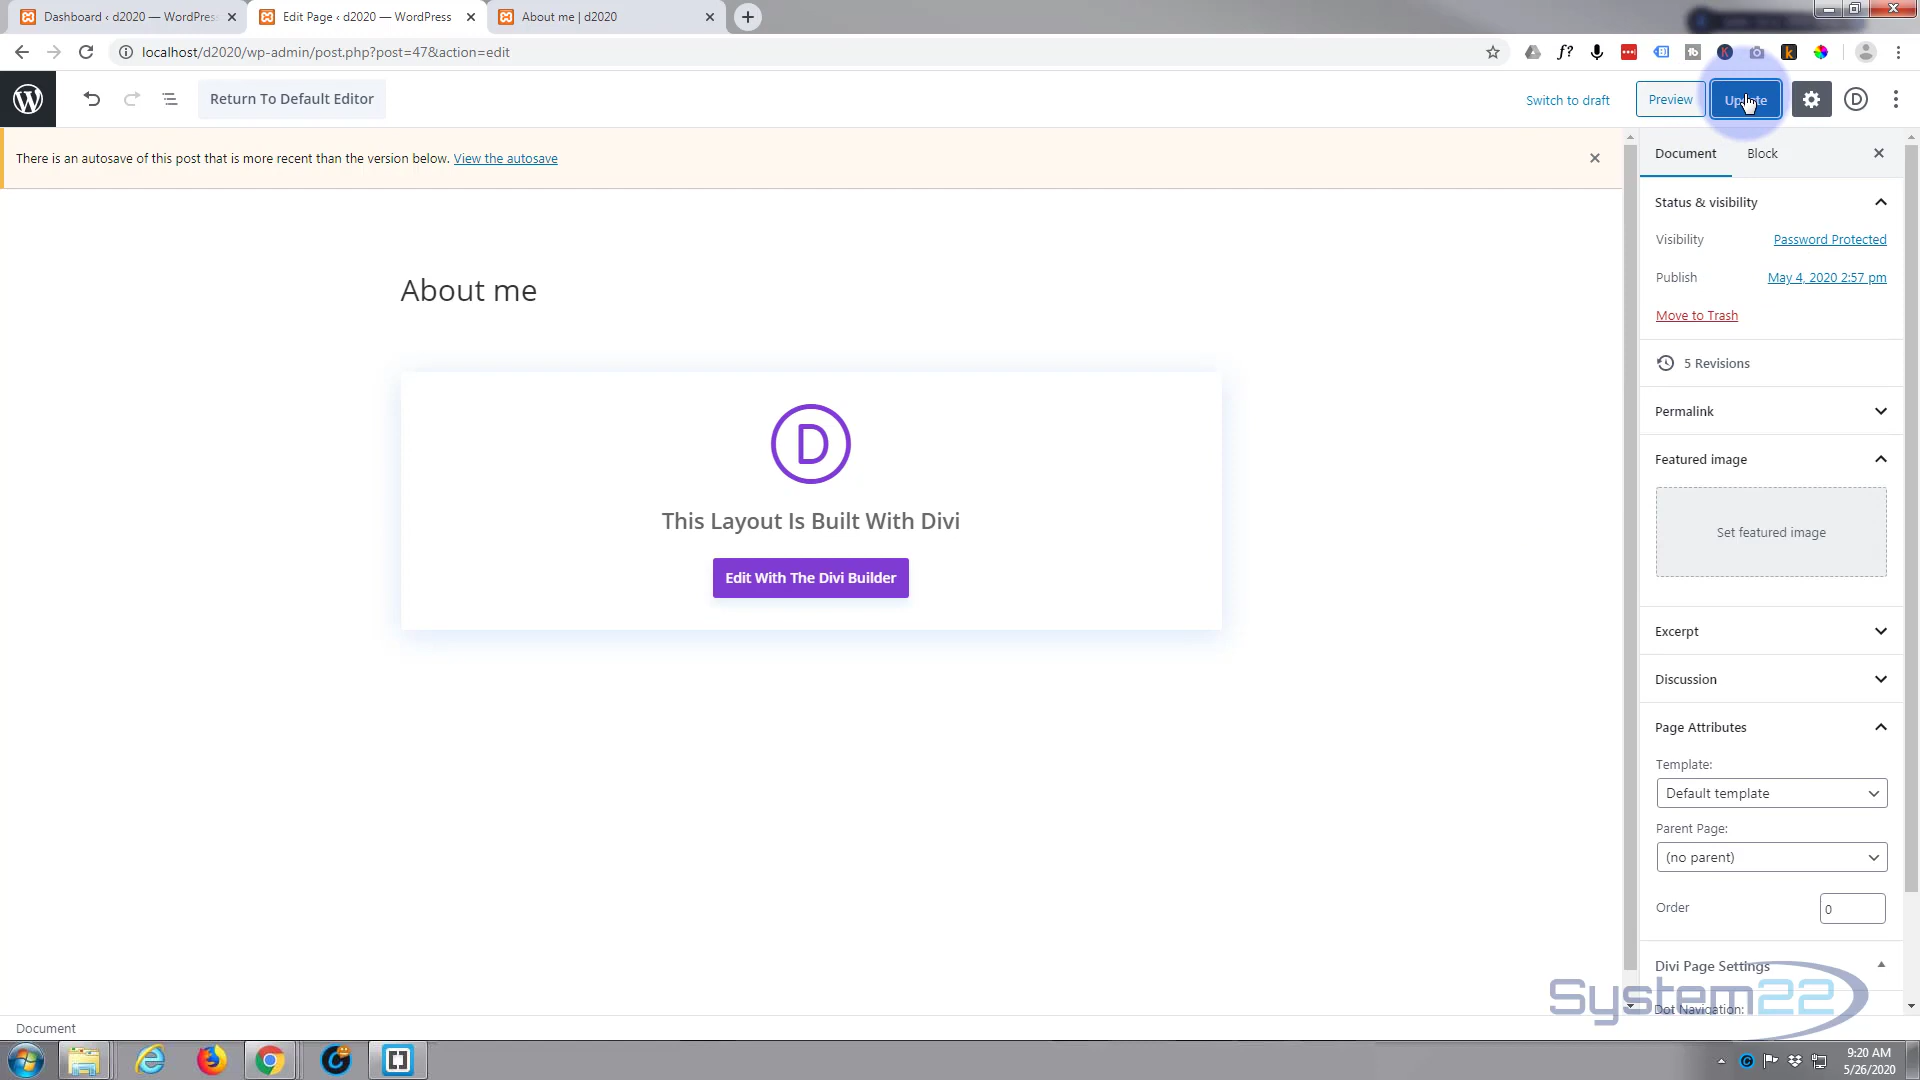 Dashboard ‹ d2020 — WordPress
Edit Page ‹ d2020 — WordPress
About me | d2020
localhost/d2020/wp-admin/post.php?post=47&action=edit
Return To Default Editor
Switch to draft
Preview
Update
There is an autosave of this post that is more recent than the version below. View the autosave
Document
Block
Status & visibility
Visibility
Password Protected
Publish
May 4, 2020 2:57 pm
Move to Trash
5 Revisions
Permalink
Featured image
Set featured image
Excerpt
Discussion
Page Attributes
Template:
Default template
Parent Page:
(no parent)
Order
0
Divi Page Settings
Dot Navigation:
About me
D
This Layout Is Built With Divi
Edit With The Divi Builder
System22
Document
9:20 AM
5/26/2020